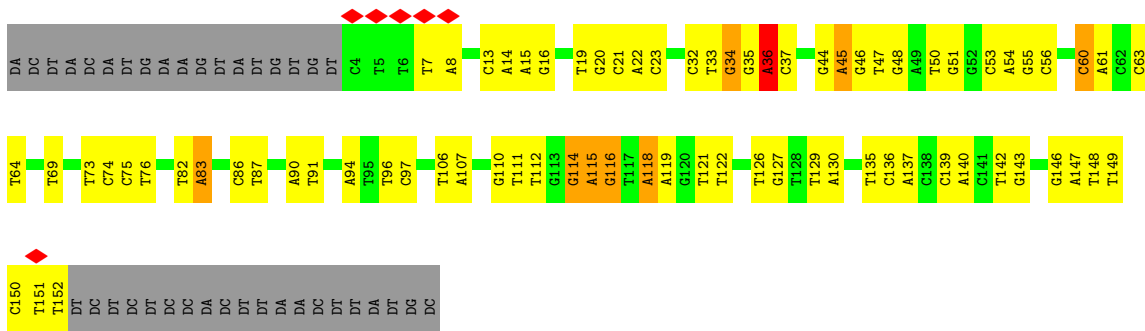 DA DC DT DA DC DA DT DG DA DA DG DT DA DT DG DT DG DT C4 T5 T6 T7 A8 C13 A14 A15 G16 T19 G20 C21 A22 C23 C32 T33 G34 G35 A36 C37 G44 A45 G46 T47 G48 A49 T50 G51 G52 C53 A54 G55 C56 C60 A61 C62 C63
T64 T69 T73 C74 C75 T76 T82 A83 C86 T87 A90 T91 A94 T95 T96 C97 T106 A107 G110 T111 T112 G113 G114 A115 G116 T117 A118 A119 G120 T121 T122 T126 G127 T128 T129 A130 T135 C136 A137 C138 C139 A140 C141 T142 G143 G146 A147 T148 T149
C150 T151 T152 DT DC DT DC DT DC DC DA DC DT DT DA DA DC DT DT DA DT DG DC